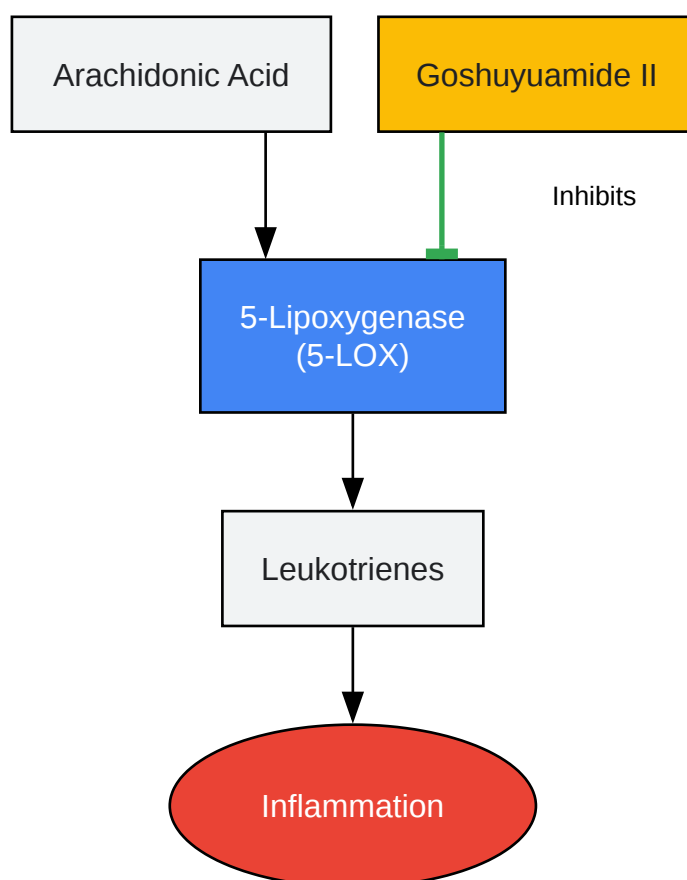 Arachidonic Acid
Goshuyuamide II
Inhibits
5-Lipoxygenase
(5-LOX)
Leukotrienes
Inflammation